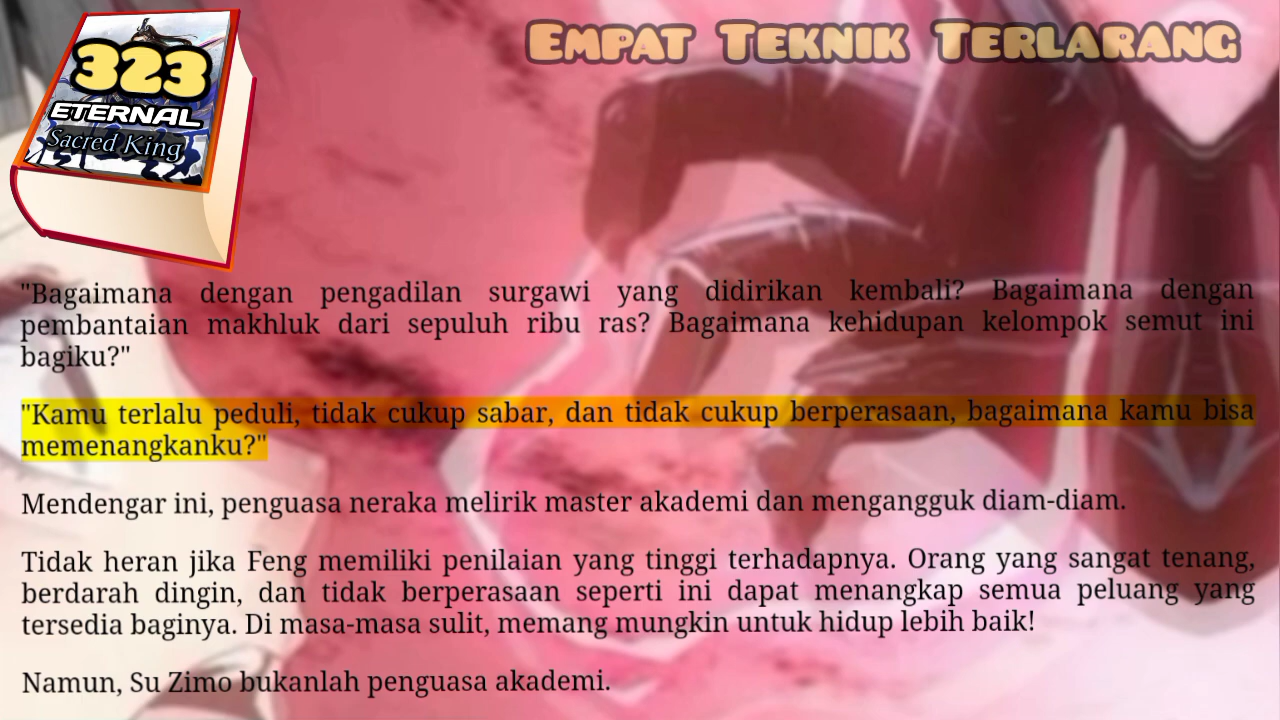 323
ETERNAL
Sacred King
Empat Teknik Terlarang
"Bagaimana dengan pengadilan surgawi yang didirikan kembali? Bagaimana dengan
pembantaian makhluk dari sepuluh ribu ras? Bagaimana kehidupan kelompok semut ini
bagiku?"
"Kamu terlalu peduli, tidak cukup sabar, dan tidak cukup berperasaan, bagaimana kamu bisa
memenangkanku?"
Mendengar ini, penguasa neraka melirik master akademi dan mengangguk diam-diam.
Tidak heran jika Feng memiliki penilaian yang tinggi terhadapnya. Orang yang sangat tenang,
berdarah dingin, dan tidak berperasaan seperti ini dapat menangkap semua peluang yang
tersedia baginya. Di masa-masa sulit, memang mungkin untuk hidup lebih baik!
Namun, Su Zimo bukanlah penguasa akademi.